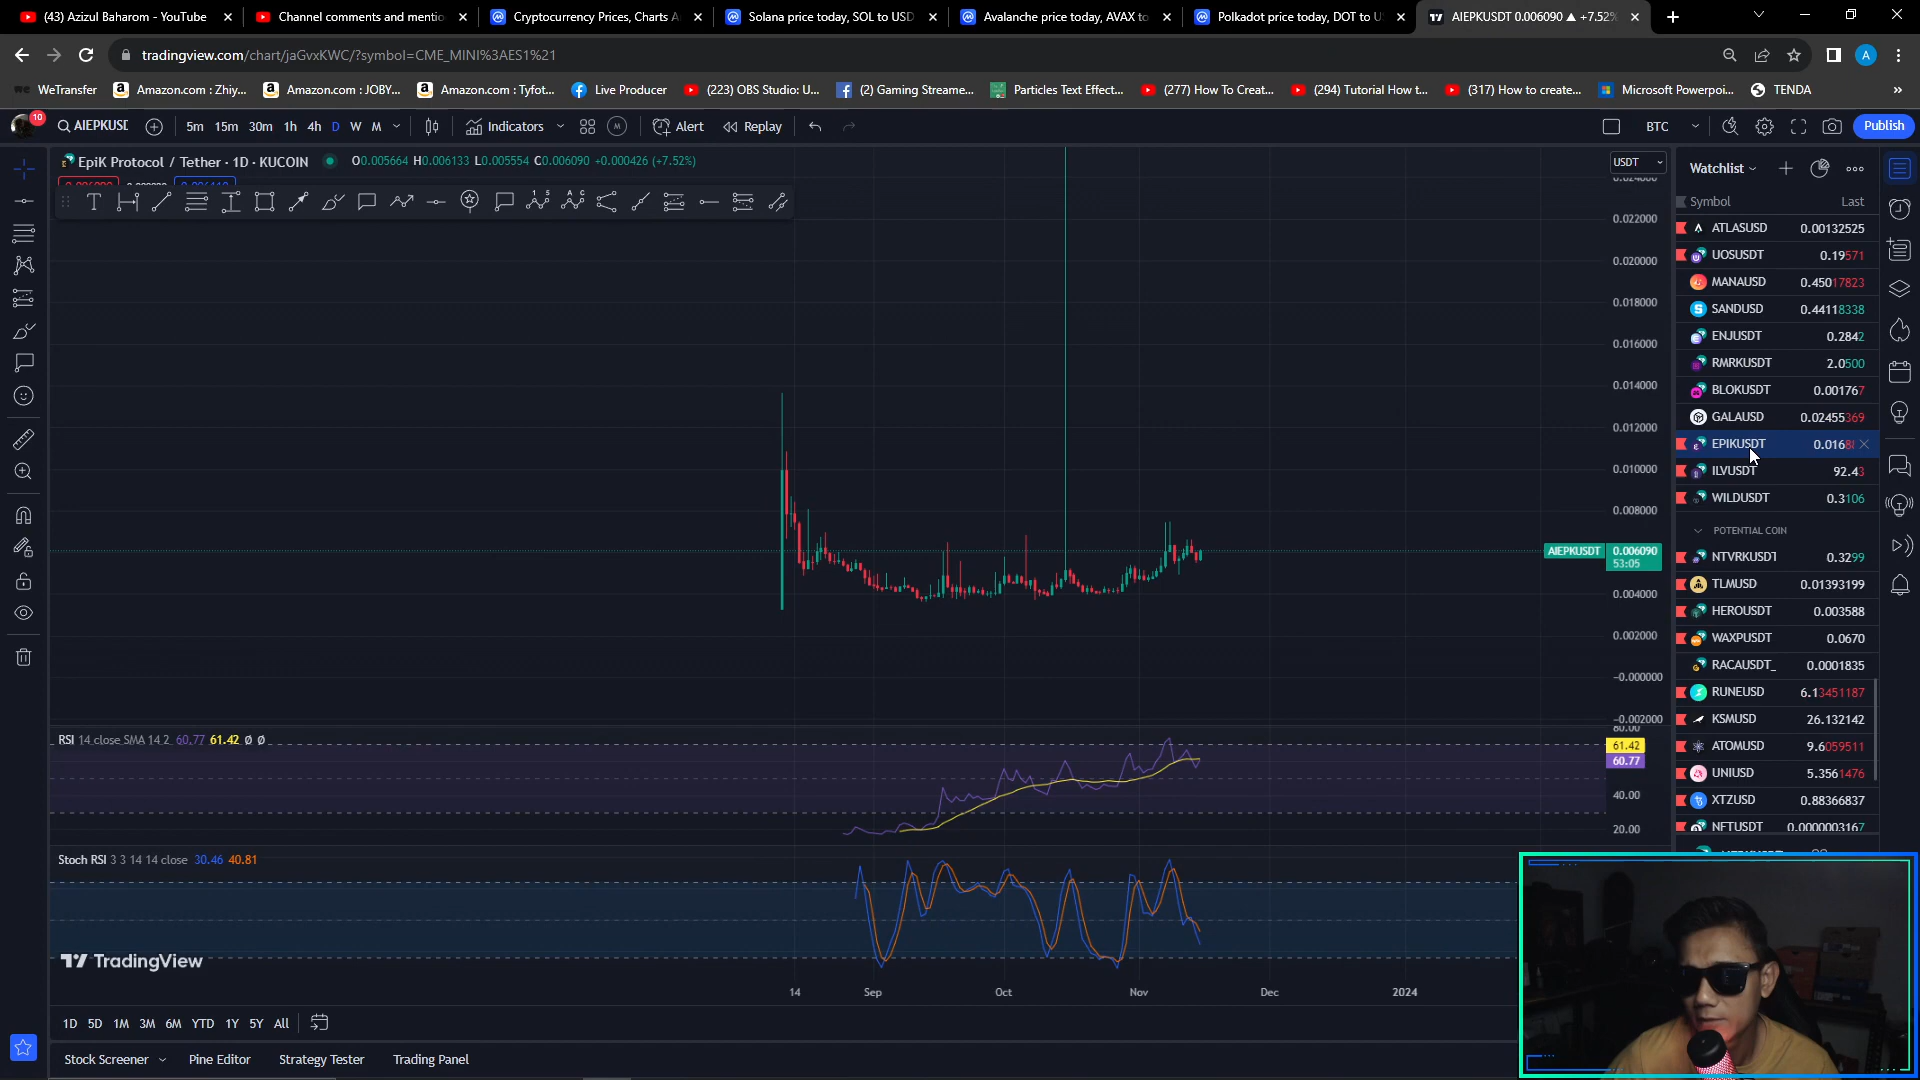 (43) Azizul Baharom - YouTube
Channel comments and mentio
Cryptocurrency Prices, Charts A
Solana price today, SOL to USD
Avalanche price today, AVAX to
Polkadot price today, DOT to U
AIEPKUSDT 0.006090 ▲ +7.52%
tradingview.com/chart/jaGvxKWC/?symbol=CME_MINI%3AES1%21
A
WeTransfer
Amazon.com : Zhiy...
Amazon.com : JOBY...
Amazon.com : Tyfot...
Live Producer
(223) OBS Studio: U...
(2) Gaming Streame...
Particles Text Effect...
(277) How To Creat...
(294) Tutorial How t...
(317) How to create...
Microsoft Powerpoi...
TENDA
»
10
AIEPKUSD
5m 15m 30m 1h 4h D W M
Indicators
M
Alert
Replay
BTC
Publish
EpiK Protocol / Tether · 1D · KUCOIN
O0.005664 H0.006133 L0.005554 C0.006090 +0.000426 (+7.52%)
USDT
0.022000
0.020000
0.018000
0.016000
0.014000
0.012000
0.010000
0.008000
AIEPKUSDT 0.006090
53:05
0.004000
0.002000
-0.000000
-0.002000
RSI 14 close SMA 14 2 60.77 61.42 Ø Ø
80.00
61.42
60.77
40.00
20.00
Stoch RSI 3 3 14 14 close 30.46 40.81
TradingView
14 Sep Oct Nov Dec 2024
1D 5D 1M 3M 6M YTD 1Y 5Y All
Stock Screener
Pine Editor
Strategy Tester
Trading Panel
Watchlist
Symbol Last
ATLASUSD 0.00132525
UOSUSDT 0.19571
MANAUSD 0.45017823
SANDUSD 0.44118338
ENJUSDT 0.2842
RMRKUSDT 2.0500
BLOKUSDT 0.001767
GALAUSD 0.02455369
EPIKUSDT 0.0168
ILVUSDT 92.43
WILDUSDT 0.3106
POTENTIAL COIN
NTVRKUSDT 0.3299
TLMUSD 0.01393199
HEROUSDT 0.003588
WAXPUSDT 0.0670
RACAUSDT_ 0.0001835
RUNEUSD 6.13451187
KSMUSD 26.132142
ATOMUSD 9.6059511
UNIUSD 5.3561476
XTZUSD 0.88366837
NFTUSDT 0.0000003167